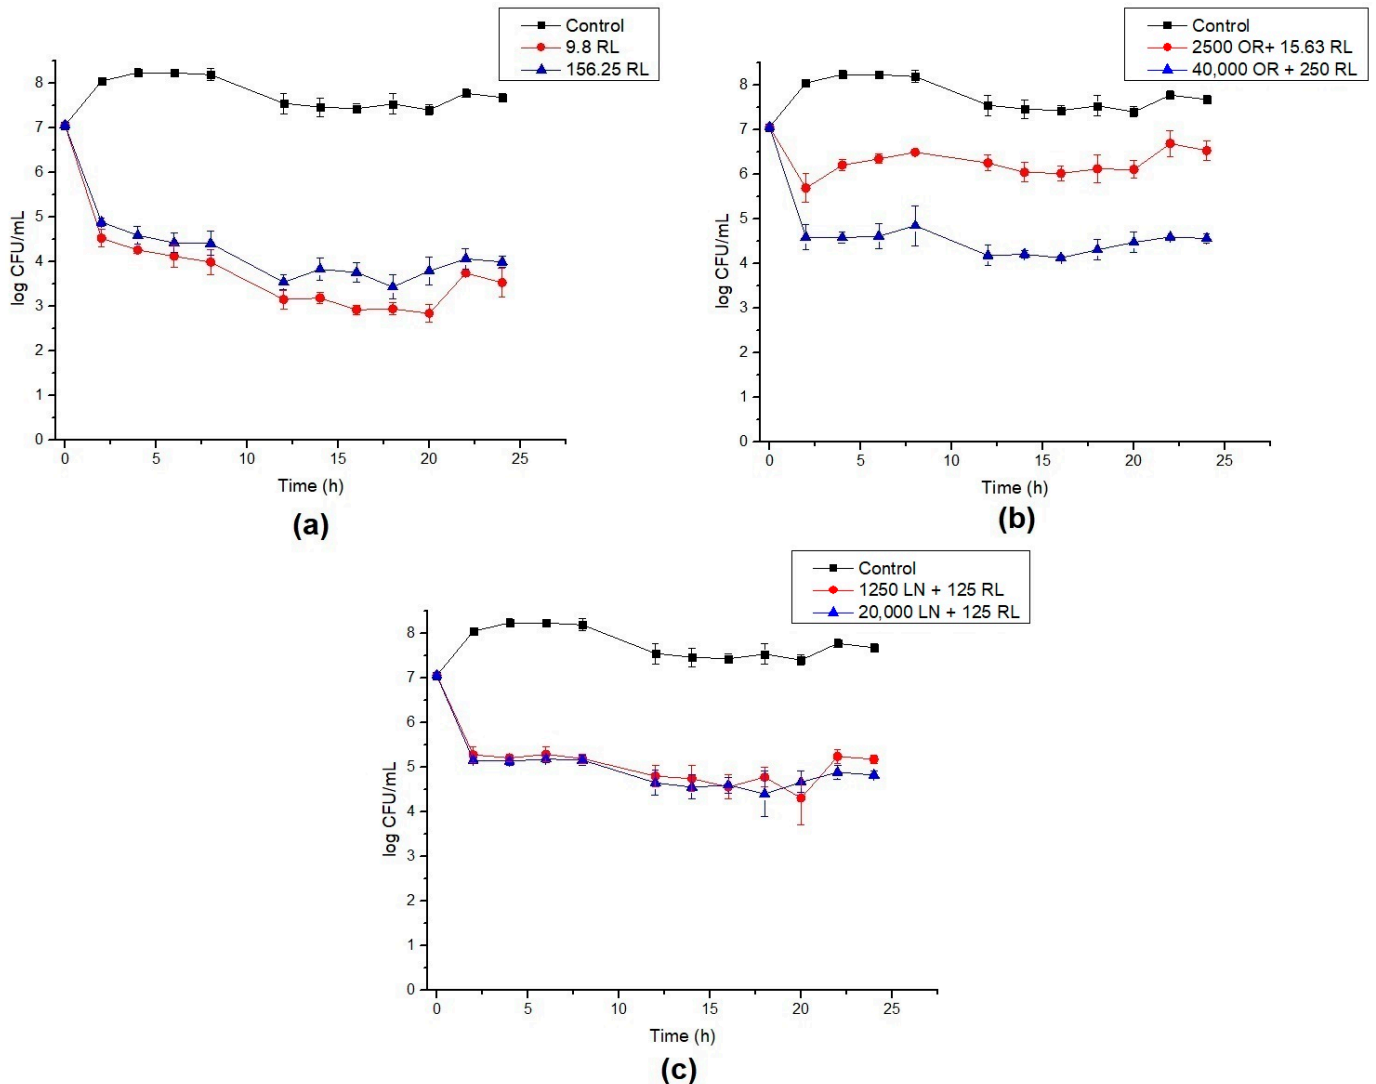 Control
9.8 RL
156.25 RL
8
7
6
5
4
3
2
1
0
log CFU/mL
0 5 10 15 20 25
Time (h)
(a)
Control
2500 OR+ 15.63 RL
40,000 OR + 250 RL
8
7
6
5
4
3
2
1
0
log CFU/mL
0 5 10 15 20 25
Time (h)
(b)
Control
1250 LN + 125 RL
20,000 LN + 125 RL
8
7
6
5
4
3
2
1
0
log CFU/mL
0 5 10 15 20 25
Time (h)
(c)